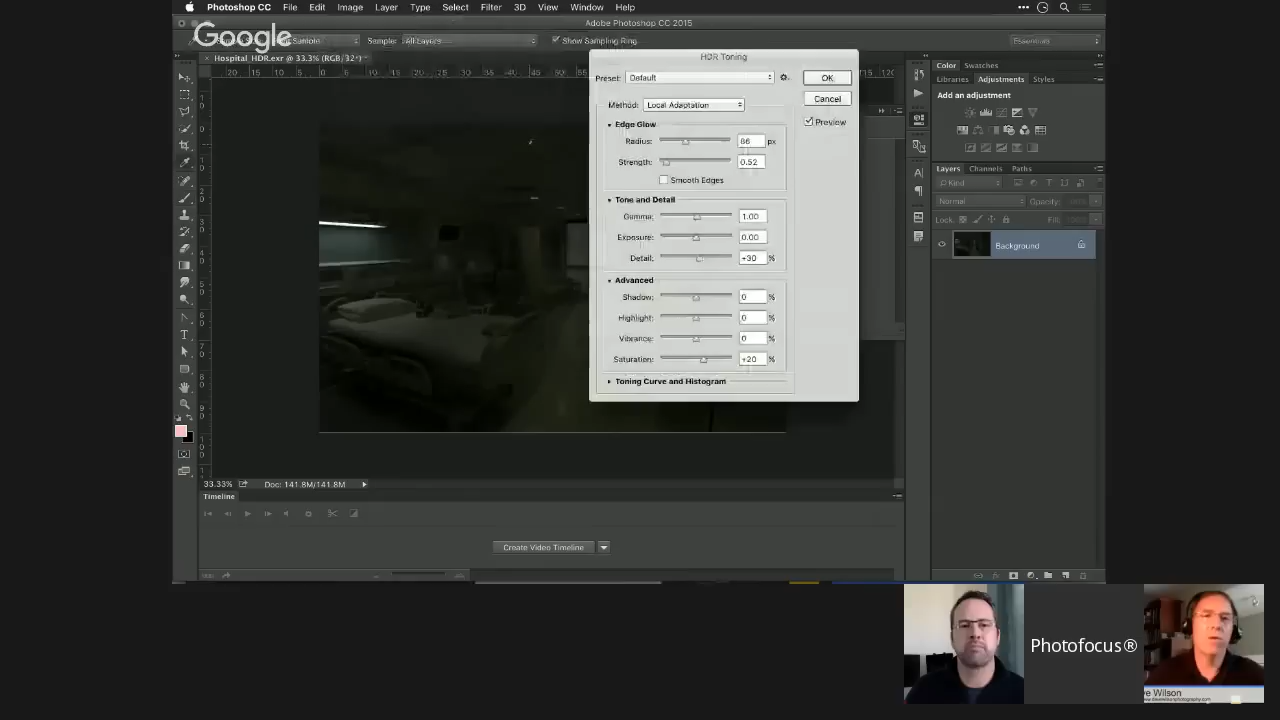 Photoshop CC File Edit Image Layer Type Select Filter 3D View Window Help
Adobe Photoshop CC 2015
Google
Sample: All Layers Show Sampling Ring Essentials
Hospital_HDR.exr @ 33.3% (RGB/32*) *
HDR Toning
Preset: Default OK
Method: Local Adaptation Cancel
Preview
Edge Glow
Radius: 86 px
Strength: 0.52
Smooth Edges
Tone and Detail
Gamma: 1.00
Exposure: 0.00
Detail: +30 %
Advanced
Shadow: 0 %
Highlight: 0 %
Vibrance: 0 %
Saturation: +20 %
Toning Curve and Histogram
Color Swatches
Libraries Adjustments Styles
Add an adjustment
Layers Channels Paths
Kind
Normal Opacity:
Lock: Fill:
Background
33.33% Doc: 141.8M/141.8M
Timeline
Create Video Timeline
Photofocus®
ve Wilson